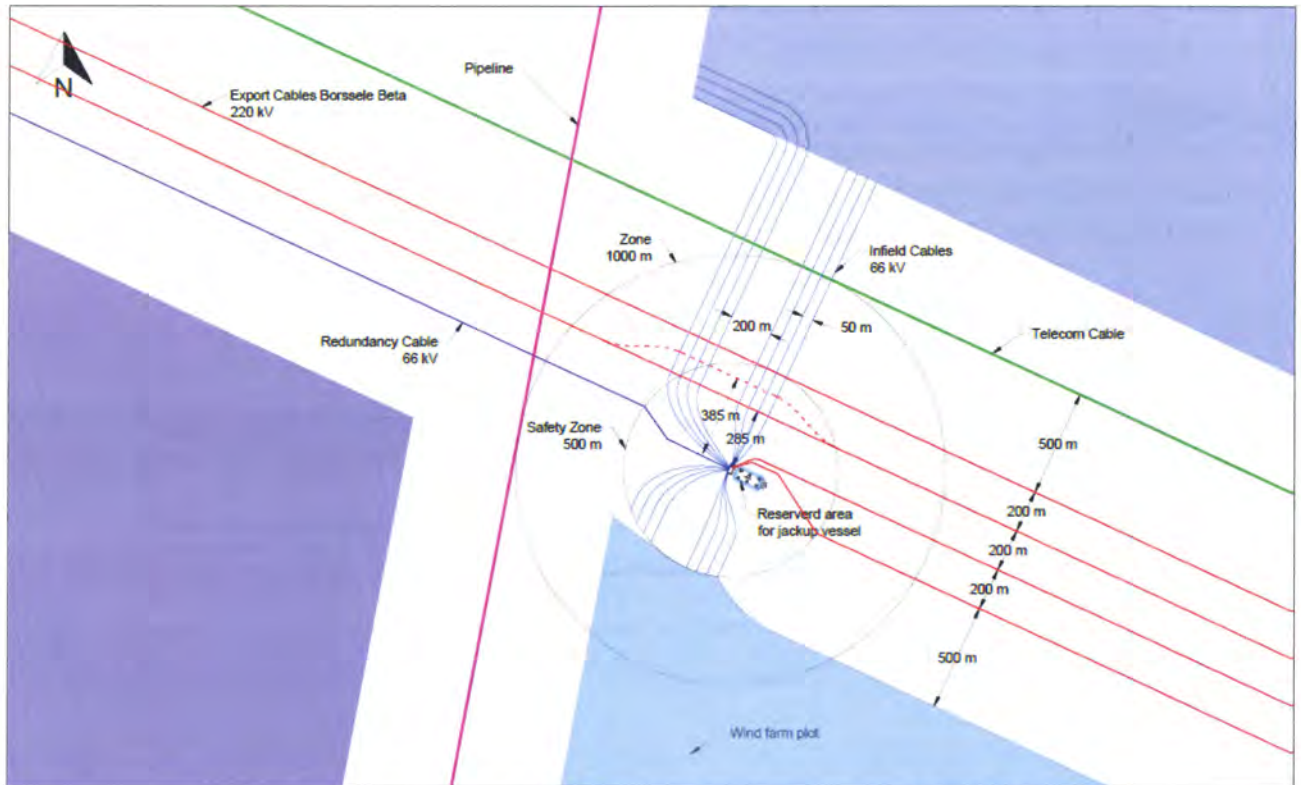 N
Pipeline
Export Cables Borssele Beta
220 kV
Zone
1000 m
Infield Cables
66 kV
200 m
50 m
Telecom Cable
Redundancy Cable
66 kV
385 m
285 m
Safety Zone
500 m
500 m
Reserverd area
for jackup vessel
200 m
200 m
200 m
500 m
Wind farm plot